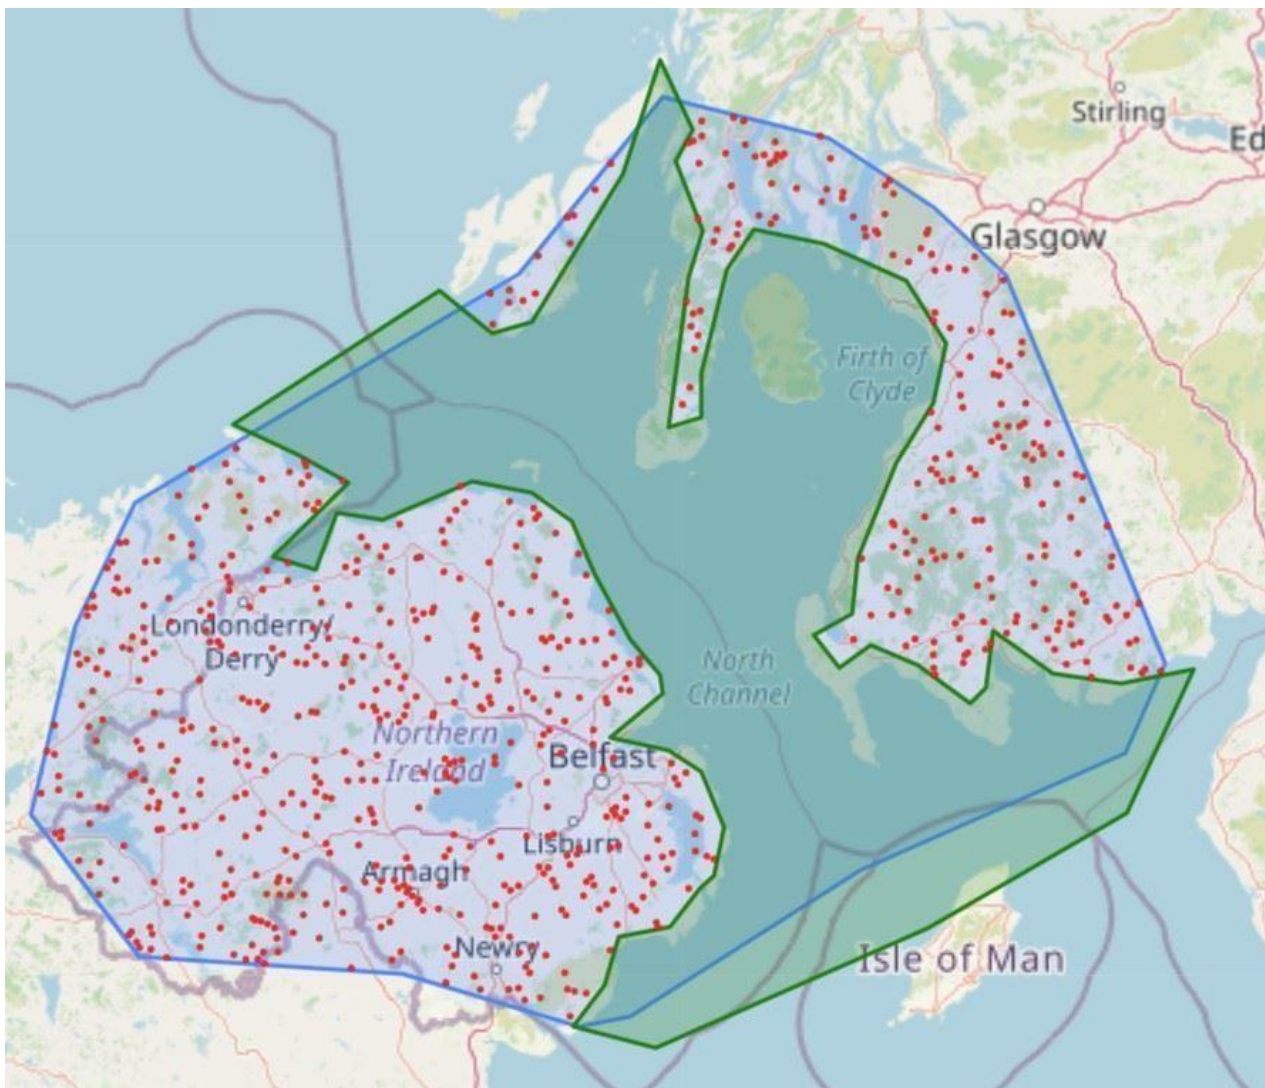 Stirling
Ed
Glasgow
Firth of
Clyde
Londonderry/
Derry
North
Channel
Northern
Ireland
Belfast
Lisburn
Armagh
Newry
Isle of Man